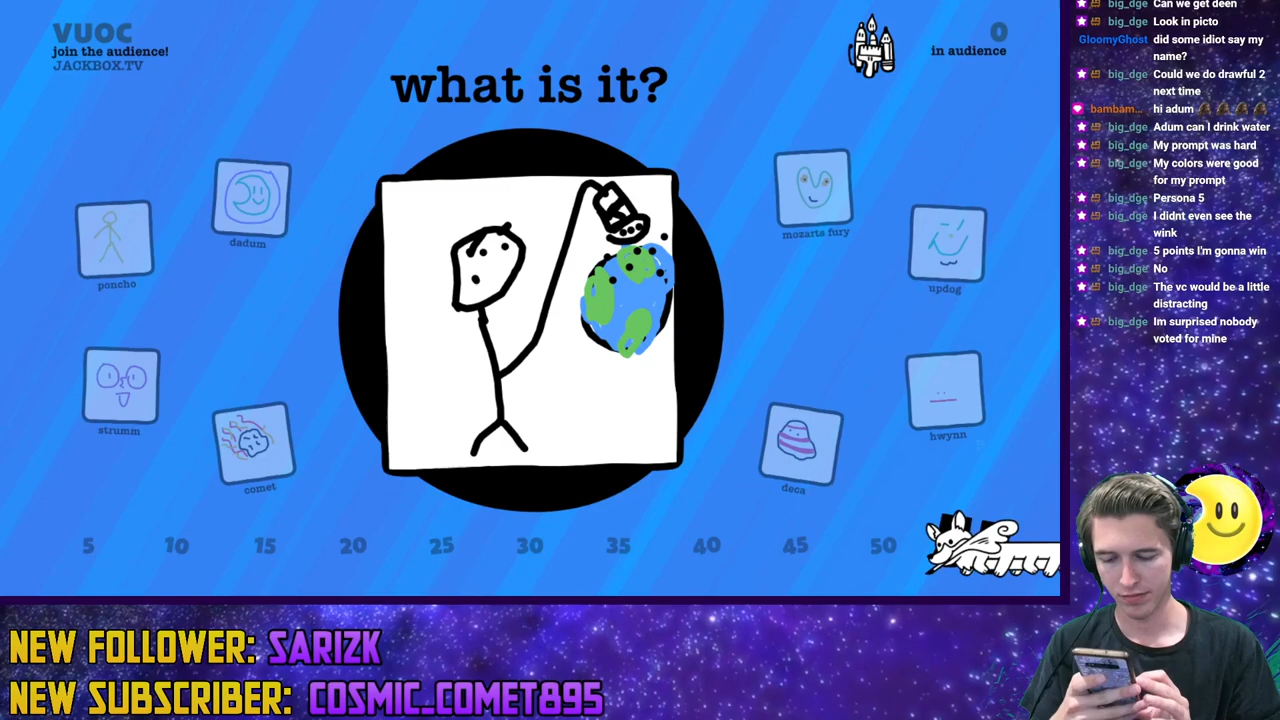 VUOC
join the audience!
JACKBOX.TV
0
in audience
what is it?
poncho
dadum
mozarts fury
updog
strumm
comet
deca
hwynn
5 10 15 20 25 30 35 40 45 50
NEW FOLLOWER: SARIZK
NEW SUBSCRIBER: COSMIC_COMET895
big_dge Can we get deen
big_dge Look in picto
GloomyGhost did some idiot say my
name?
big_dge Could we do drawful 2
next time
bambam... hi adum
big_dge Adum can I drink water
big_dge My prompt was hard
big_dge My colors were good
for my prompt
big_dge Persona 5
big_dge I didnt even see the
wink
big_dge 5 points I'm gonna win
big_dge No
big_dge The vc would be a little
distracting
big_dge Im surprised nobody
voted for mine